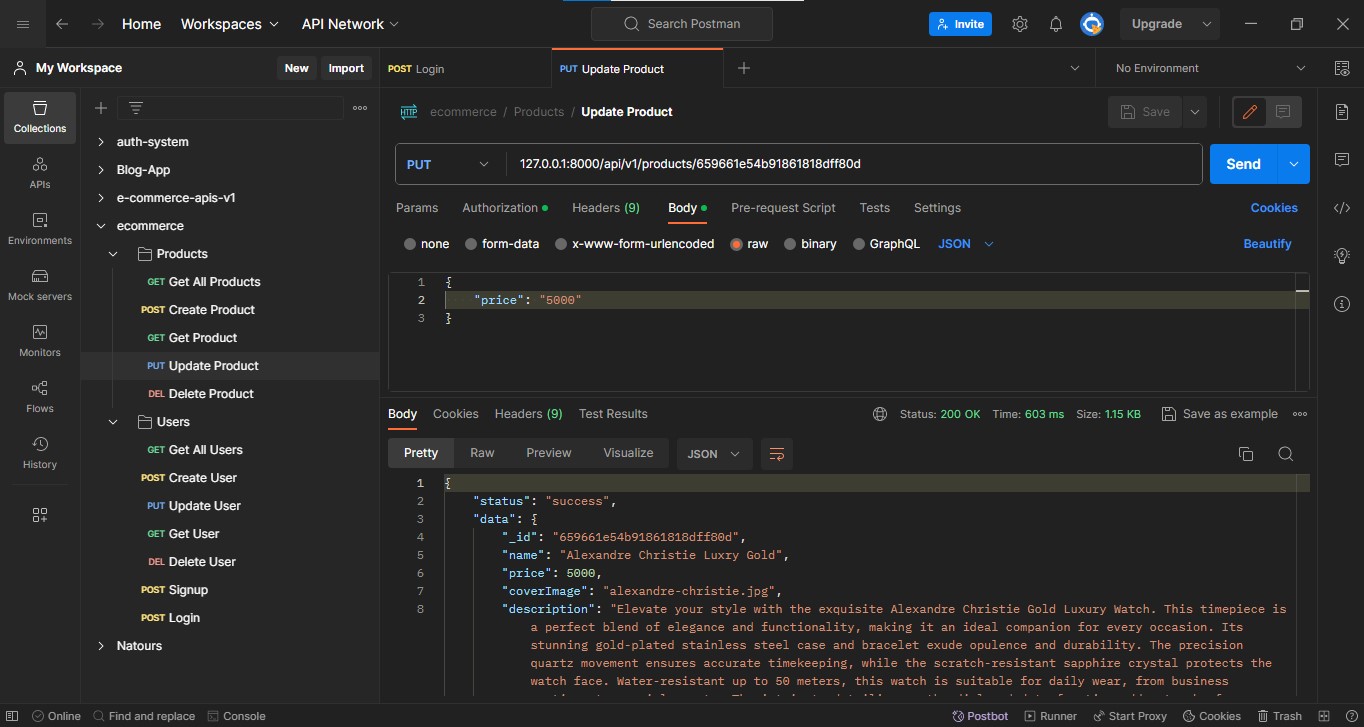 Home Workspaces API Network Search Postman Invite Upgrade
My Workspace New Import POST Login PUT Update Product No Environment
Collections
APIs
Environments
Mock servers
Monitors
Flows
History
auth-system
Blog-App
e-commerce-apis-v1
ecommerce
Products
GET Get All Products
POST Create Product
GET Get Product
PUT Update Product
DEL Delete Product
Users
GET Get All Users
POST Create User
PUT Update User
GET Get User
DEL Delete User
POST Signup
POST Login
Natours
HTTP ecommerce / Products / Update Product Save
PUT 127.0.0.1:8000/api/v1/products/659661e54b91861818dff80d Send
Params Authorization Headers (9) Body Pre-request Script Tests Settings Cookies
none form-data x-www-form-urlencoded raw binary GraphQL JSON Beautify
1 {
2 "price": "5000"
3 }
Body Cookies Headers (9) Test Results Status: 200 OK Time: 603 ms Size: 1.15 KB Save as example
Pretty Raw Preview Visualize JSON
1 {
2 "status": "success",
3 "data": {
4 "_id": "659661e54b91861818dff80d",
5 "name": "Alexandre Christie Luxry Gold",
6 "price": 5000,
7 "coverImage": "alexandre-christie.jpg",
8 "description": "Elevate your style with the exquisite Alexandre Christie Gold Luxury Watch. This timepiece is
a perfect blend of elegance and functionality, making it an ideal companion for every occasion. Its
stunning gold-plated stainless steel case and bracelet exude opulence and durability. The precision
quartz movement ensures accurate timekeeping, while the scratch-resistant sapphire crystal protects the
watch face. Water-resistant up to 50 meters, this watch is suitable for daily wear, from business
Online Find and replace Console Postbot Runner Start Proxy Cookies Trash